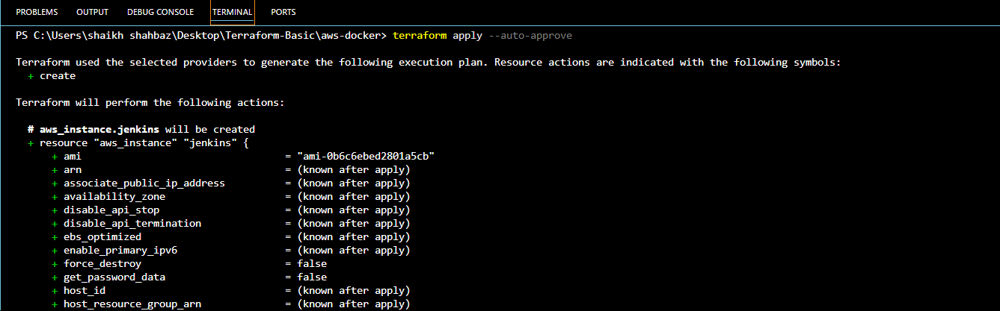 PROBLEMS OUTPUT DEBUG CONSOLE TERMINAL PORTS
PS C:\Users\shaikh shahbaz\Desktop\Terraform-Basic\aws-docker> terraform apply --auto-approve
Terraform used the selected providers to generate the following execution plan. Resource actions are indicated with the following symbols:
+ create
Terraform will perform the following actions:
# aws_instance.jenkins will be created
+ resource "aws_instance" "jenkins" {
+ ami = "ami-0b6c6ebed2801a5cb"
+ arn = (known after apply)
+ associate_public_ip_address = (known after apply)
+ availability_zone = (known after apply)
+ disable_api_stop = (known after apply)
+ disable_api_termination = (known after apply)
+ ebs_optimized = (known after apply)
+ enable_primary_ipv6 = (known after apply)
+ force_destroy = false
+ get_password_data = false
+ host_id = (known after apply)
+ host_resource_group_arn = (known after apply)